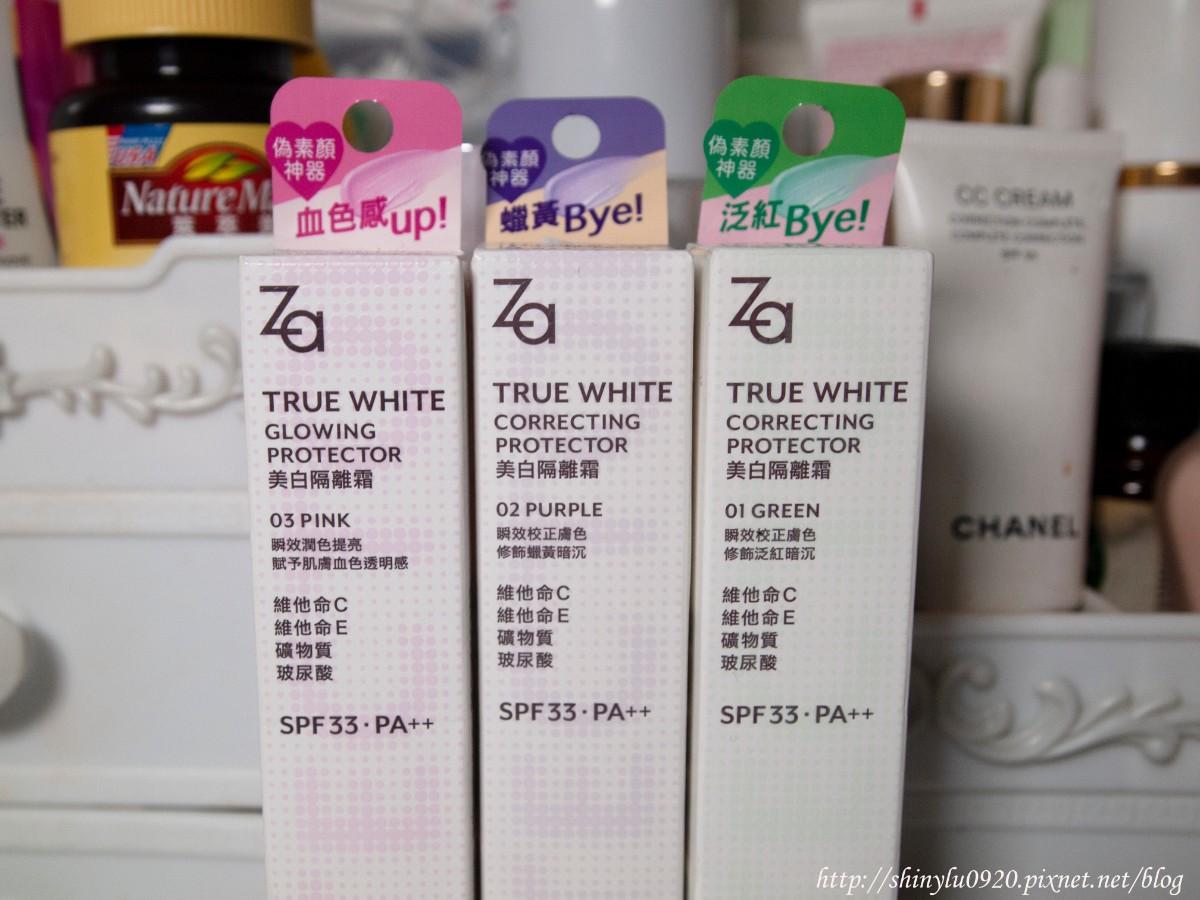 偽素顏
神器
血色感up!
Za
TRUE WHITE
GLOWING
PROTECTOR
美白隔離霜
03 PINK
瞬效潤色提亮
賦予肌膚血色透明感
維他命C
維他命E
礦物質
玻尿酸
SPF33·PA++
偽素顏
神器
蠟黃Bye!
Za
TRUE WHITE
CORRECTING
PROTECTOR
美白隔離霜
02 PURPLE
瞬效校正膚色
修飾蠟黃暗沉
維他命C
維他命E
礦物質
玻尿酸
SPF33·PA++
偽素顏
神器
泛紅Bye!
Za
TRUE WHITE
CORRECTING
PROTECTOR
美白隔離霜
01 GREEN
瞬效校正膚色
修飾泛紅暗沉
維他命C
維他命E
礦物質
玻尿酸
SPF33·PA++
USA
Nature M
CC CREAM
CORRECTION COMPLETE
COMPLETE CORRECTION
CHANEL
http://shinylu0920.pixnet.net/blog